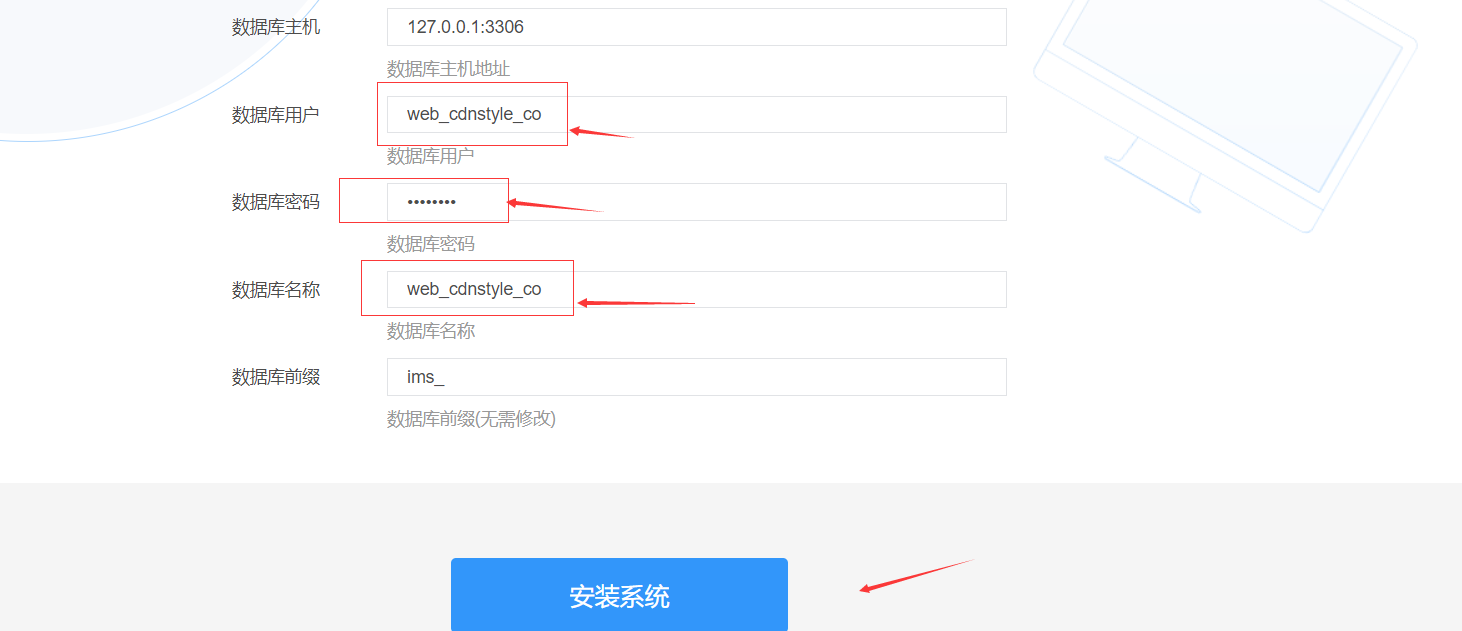 数据库主机 127.0.0.1:3306
数据库主机地址
数据库用户 web_cdnstyle_co
数据库用户
数据库密码 ••••••••
数据库密码
数据库名称 web_cdnstyle_co
数据库名称
数据库前缀 ims_
数据库前缀(无需修改)
安装系统